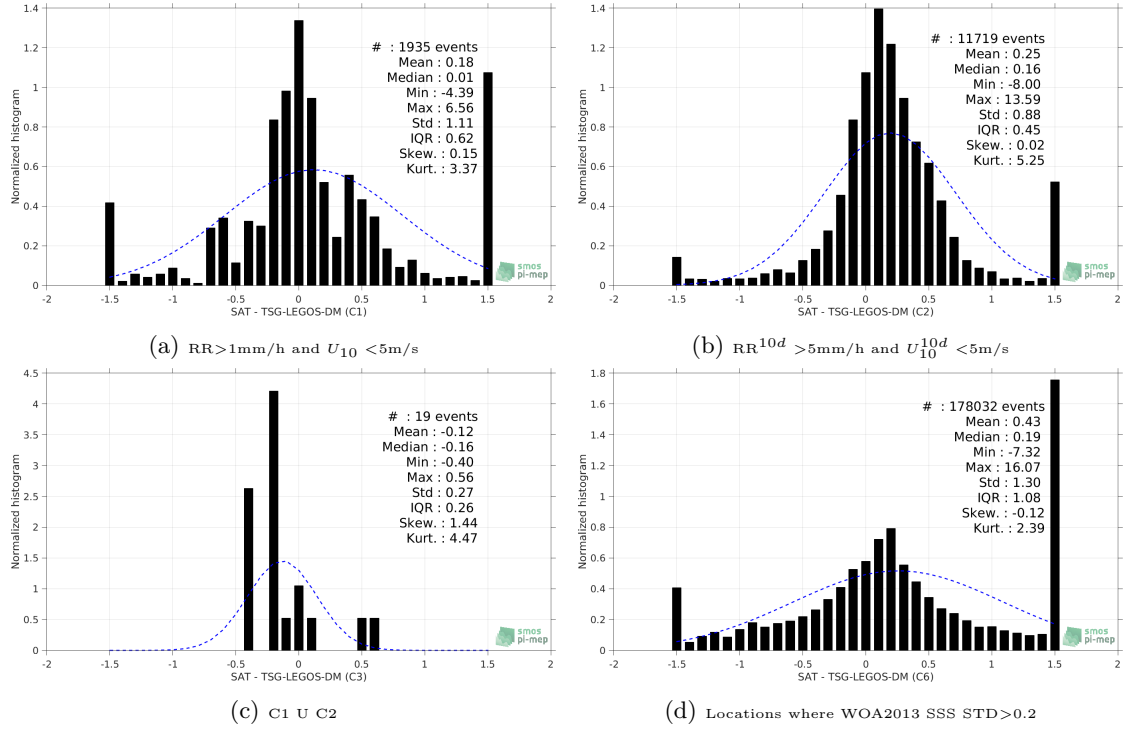 1.4
1.2
1
0.8
0.6
0.4
0.2
0
-2
-1.5
-1
-0.5
0
0.5
1
1.5
2
Normalized histogram
SAT - TSG-LEGOS-DM (C1)
# : 1935 events
Mean : 0.18
Median : 0.01
Min : -4.39
Max : 6.56
Std : 1.11
IQR : 0.62
Skew. : 0.15
Kurt. : 3.37
smos
pi-mep
(a) RR>1mm/h and U10 <5m/s
1.4
1.2
1
0.8
0.6
0.4
0.2
0
-2
-1.5
-1
-0.5
0
0.5
1
1.5
2
Normalized histogram
SAT - TSG-LEGOS-DM (C2)
# : 11719 events
Mean : 0.25
Median : 0.16
Min : -8.00
Max : 13.59
Std : 0.88
IQR : 0.45
Skew. : 0.02
Kurt. : 5.25
smos
pi-mep
(b) RR10d >5mm/h and U10 10d <5m/s
4.5
4
3.5
3
2.5
2
1.5
1
0.5
0
-2
-1.5
-1
-0.5
0
0.5
1
1.5
2
Normalized histogram
SAT - TSG-LEGOS-DM (C3)
# : 19 events
Mean : -0.12
Median : -0.16
Min : -0.40
Max : 0.56
Std : 0.27
IQR : 0.26
Skew. : 1.44
Kurt. : 4.47
smos
pi-mep
(c) C1 U C2
1.8
1.6
1.4
1.2
1
0.8
0.6
0.4
0.2
0
-2
-1.5
-1
-0.5
0
0.5
1
1.5
2
Normalized histogram
SAT - TSG-LEGOS-DM (C6)
# : 178032 events
Mean : 0.43
Median : 0.19
Min : -7.32
Max : 16.07
Std : 1.30
IQR : 1.08
Skew. : -0.12
Kurt. : 2.39
smos
pi-mep
(d) Locations where WOA2013 SSS STD>0.2